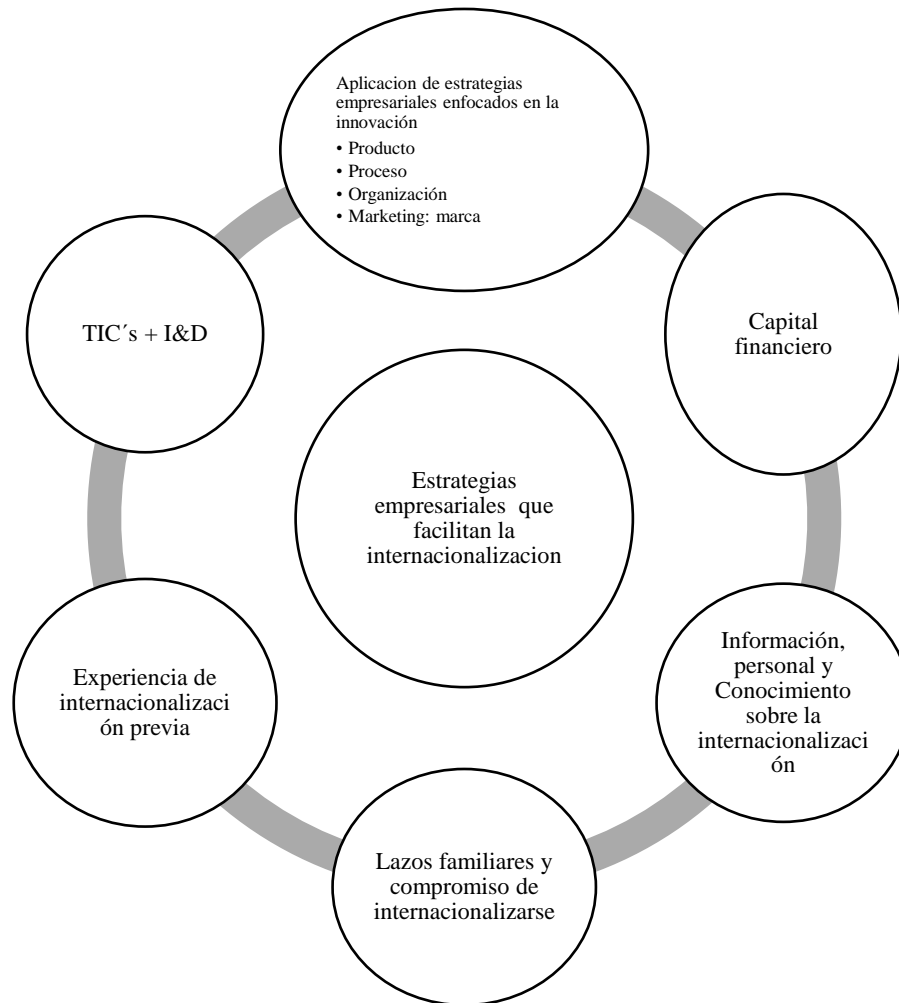 Aplicacion de estrategias
empresariales enfocados en la
innovación
• Producto
• Proceso
• Organización
• Marketing: marca
Capital
financiero
Información,
personal y
Conocimiento
sobre la
internacionalizaci
ón
Lazos familiares y
compromiso de
internacionalizarse
Experiencia de
internacionalizaci
ón previa
TIC´s + I&D
Estrategias
empresariales  que
facilitan la
internacionalizacion